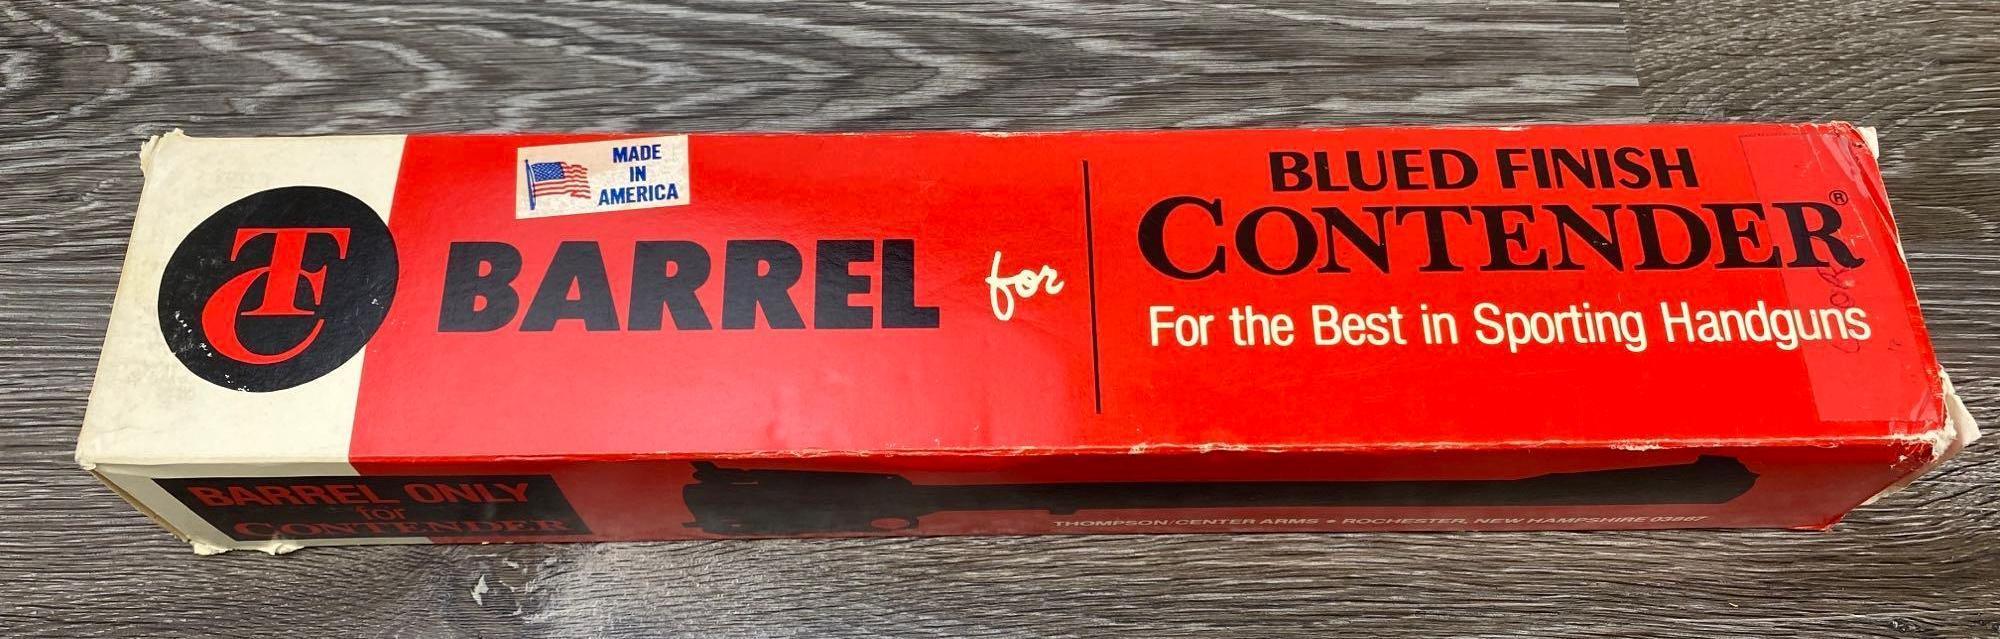 TC
MADE
IN
AMERICA
BARREL for
BLUED FINISH
CONTENDER®
For the Best in Sporting Handguns
BARREL ONLY
for
CONTENDER
THOMPSON/CENTER ARMS • ROCHESTER, NEW HAMPSHIRE 03867